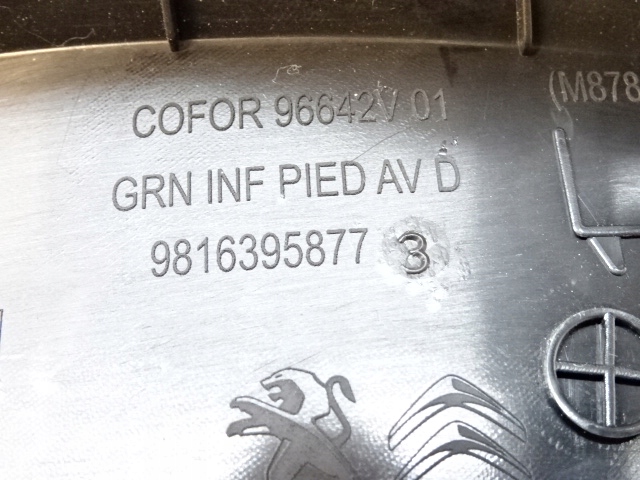 COFOR 96642V 01
(M878
GRN INF PIED AV D
9816395877 3